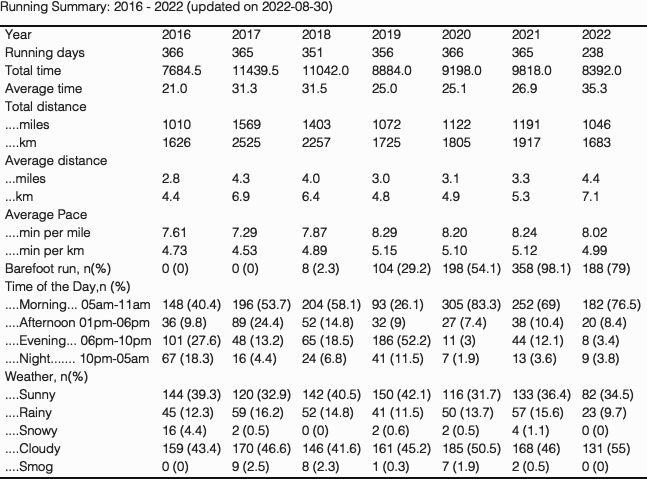 Running Summary: 2016 - 2022 (updated on 2022-08-30)
Year 2016 2017 2018 2019 2020 2021 2022
Running days 366 365 351 356 366 365 238
Total time 7684.5 11439.5 11042.0 8884.0 9198.0 9818.0 8392.0
Average time 21.0 31.3 31.5 25.0 25.1 26.9 35.3
Total distance
....miles 1010 1569 1403 1072 1122 1191 1046
....km 1626 2525 2257 1725 1805 1917 1683
Average distance
...miles 2.8 4.3 4.0 3.0 3.1 3.3 4.4
...km 4.4 6.9 6.4 4.8 4.9 5.3 7.1
Average Pace
....min per mile 7.61 7.29 7.87 8.29 8.20 8.24 8.02
....min per km 4.73 4.53 4.89 5.15 5.10 5.12 4.99
Barefoot run, n(%) 0 (0) 0 (0) 8 (2.3) 104 (29.2) 198 (54.1) 358 (98.1) 188 (79)
Time of the Day,n (%)
....Morning... 05am-11am 148 (40.4) 196 (53.7) 204 (58.1) 93 (26.1) 305 (83.3) 252 (69) 182 (76.5)
....Afternoon 01pm-06pm 36 (9.8) 89 (24.4) 52 (14.8) 32 (9) 27 (7.4) 38 (10.4) 20 (8.4)
....Evening... 06pm-10pm 101 (27.6) 48 (13.2) 65 (18.5) 186 (52.2) 11 (3) 44 (12.1) 8 (3.4)
....Night....... 10pm-05am 67 (18.3) 16 (4.4) 24 (6.8) 41 (11.5) 7 (1.9) 13 (3.6) 9 (3.8)
Weather, n(%)
....Sunny 144 (39.3) 120 (32.9) 142 (40.5) 150 (42.1) 116 (31.7) 133 (36.4) 82 (34.5)
....Rainy 45 (12.3) 59 (16.2) 52 (14.8) 41 (11.5) 50 (13.7) 57 (15.6) 23 (9.7)
....Snowy 16 (4.4) 2 (0.5) 0 (0) 2 (0.6) 2 (0.5) 4 (1.1) 0 (0)
....Cloudy 159 (43.4) 170 (46.6) 146 (41.6) 161 (45.2) 185 (50.5) 168 (46) 131 (55)
....Smog 0 (0) 9 (2.5) 8 (2.3) 1 (0.3) 7 (1.9) 2 (0.5) 0 (0)